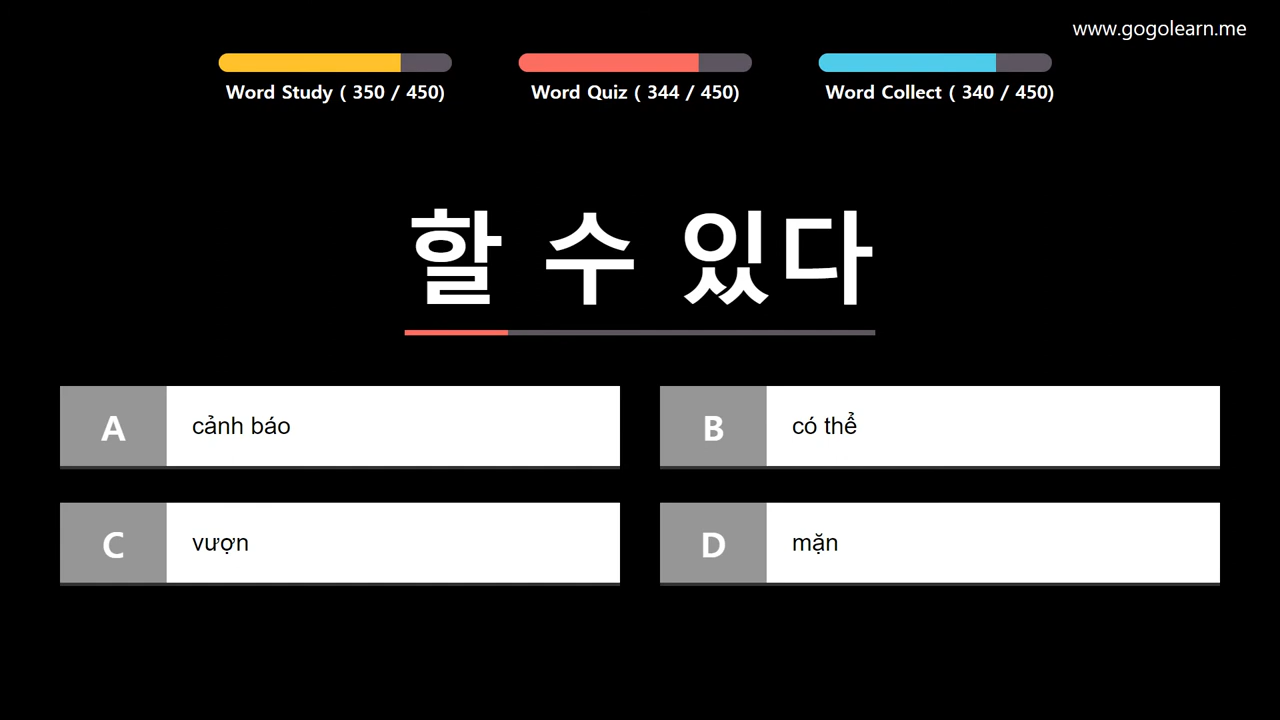 www.gogolearn.me
Word Study ( 350 / 450)
Word Quiz ( 344 / 450)
Word Collect ( 340 / 450)
할 수 있다
A
cảnh báo
B
có thể
C
vượn
D
mặn